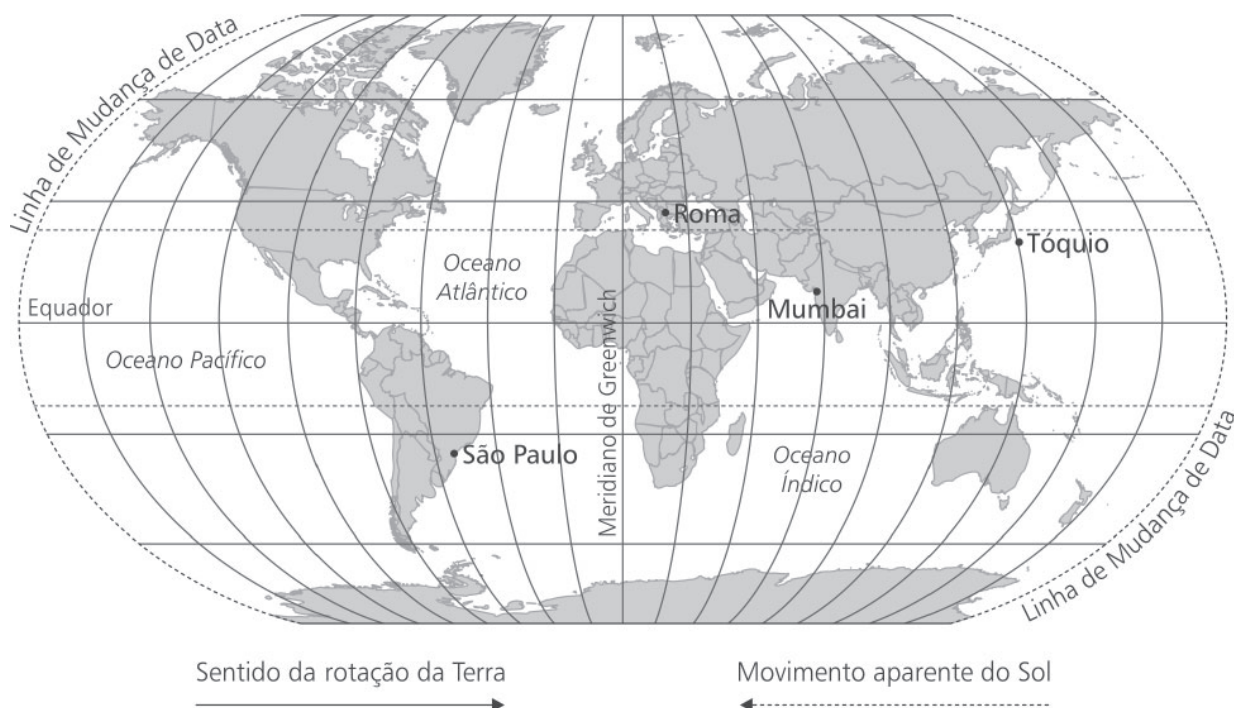 Linha de Mudança de Data
Roma
Tóquio
Oceano
Atlântico
Mumbai
Equador
Oceano Pacífico
Meridiano de Greenwich
São Paulo
Oceano
Índico
Linha de Mudança de Data
Sentido da rotação da Terra
Movimento aparente do Sol